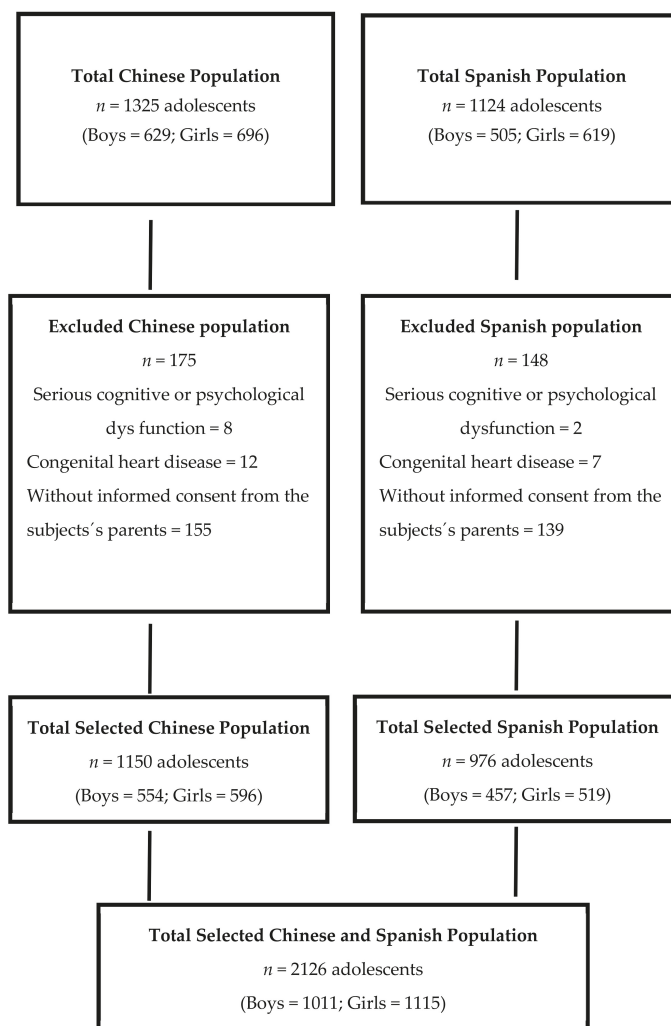 Total Chinese Population
n = 1325 adolescents
(Boys = 629; Girls = 696)
Total Spanish Population
n = 1124 adolescents
(Boys = 505; Girls = 619)
Excluded Chinese population
n = 175
Serious cognitive or psychological
dys function = 8
Congenital heart disease = 12
Without informed consent from the
subjects´s parents = 155
Excluded Spanish population
n = 148
Serious cognitive or psychological
dysfunction = 2
Congenital heart disease = 7
Without informed consent from the
subjects´s parents = 139
Total Selected Chinese Population
n = 1150 adolescents
(Boys = 554; Girls = 596)
Total Selected Spanish Population
n = 976 adolescents
(Boys = 457; Girls = 519)
Total Selected Chinese and Spanish Population
n = 2126 adolescents
(Boys = 1011; Girls = 1115)